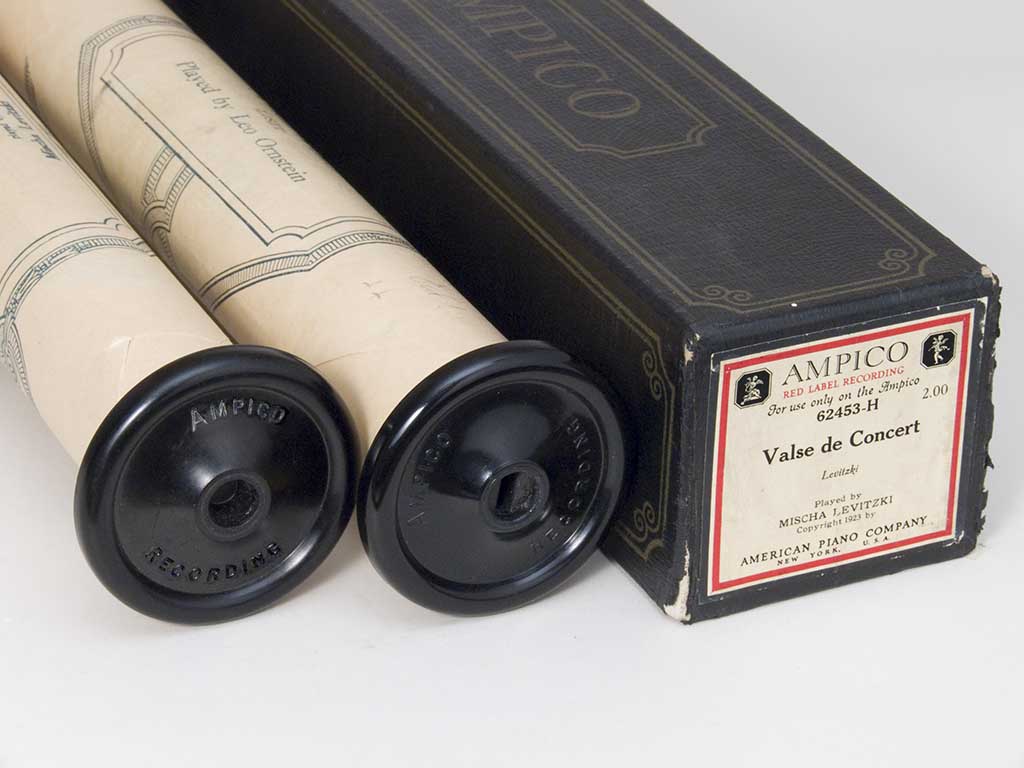 AMPICO
Played by Leo Ornstein
AMPICO
RECORDING
AMPICO
RECORDING
AMPICO
RED LABEL RECORDING
For use only on the Ampico
62453-H 2.00
Valse de Concert
Levitzki
Played by
MISCHA LEVITZKI
Copyright 1923 by
AMERICAN PIANO COMPANY
NEW YORK, U.S.A.